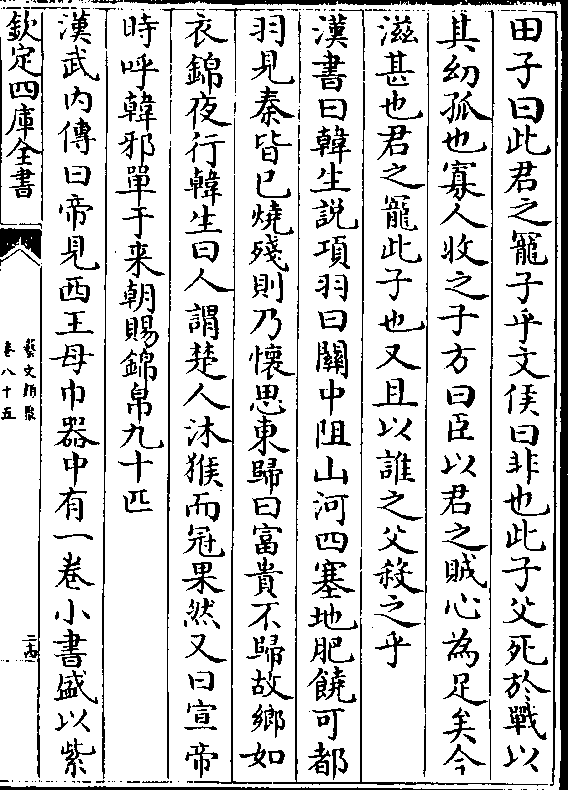 田子曰此君之寵子乎文侯曰非也此子父死於戰以
其幼孤也寡人收之子方曰臣以君之賊心為足矣今
滋甚也君之寵此子也又且以誰之父殺之乎
漢書曰韓生說項羽曰關中阻山河四塞地肥饒可都
羽見秦皆已燒殘則乃懷思東歸曰富貴不歸故鄉如
衣錦夜行韓生曰人謂楚人沐猴而冠果然又曰宣帝
時呼韓邪單于来朝賜錦帛九十匹
漢武内傳曰帝見西王母巾器中有一卷小書盛以紫
欽定四庫全書
藝文類聚
卷八十五